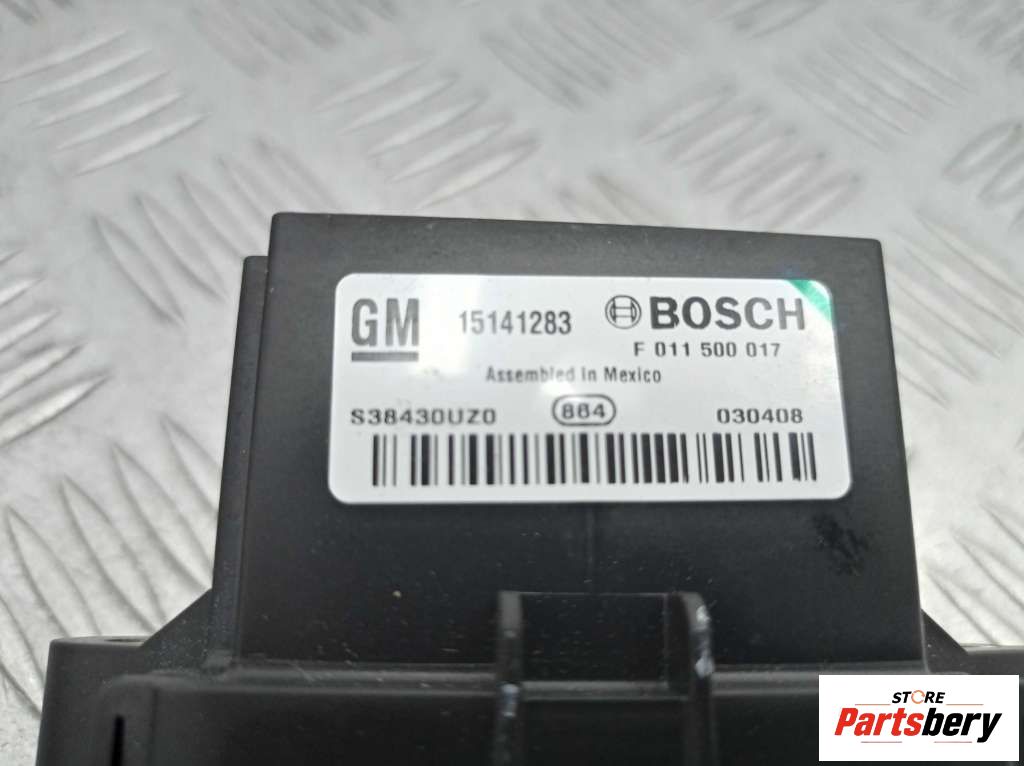 GM 15141283 BOSCH
F 011 500 017
Assembled in Mexico
S38430UZ0 884 030408
STORE
Partsbery